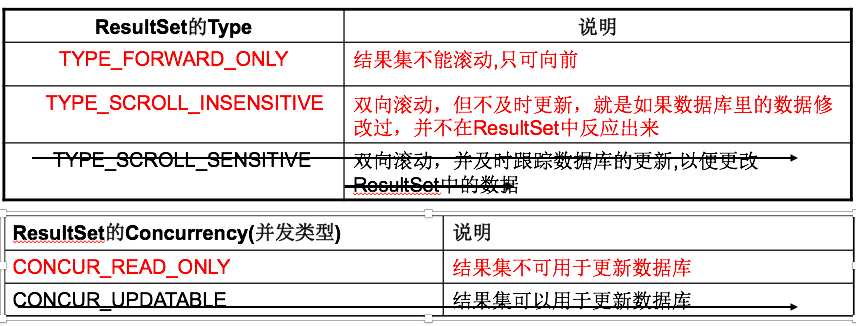 ResultSet的Type 说明
TYPE_FORWARD_ONLY 结果集不能滚动,只可向前
TYPE_SCROLL_INSENSITIVE 双向滚动，但不及时更新，就是如果数据库里的数据修
改过，并不在ResultSet中反应出来
TYPE_SCROLL_SENSITIVE 双向滚动，并及时跟踪数据库的更新,以便更改
ResultSet中的数据
ResultSet的Concurrency(并发类型) 说明
CONCUR_READ_ONLY 结果集不可用于更新数据库
CONCUR_UPDATABLE 结果集可以用于更新数据库